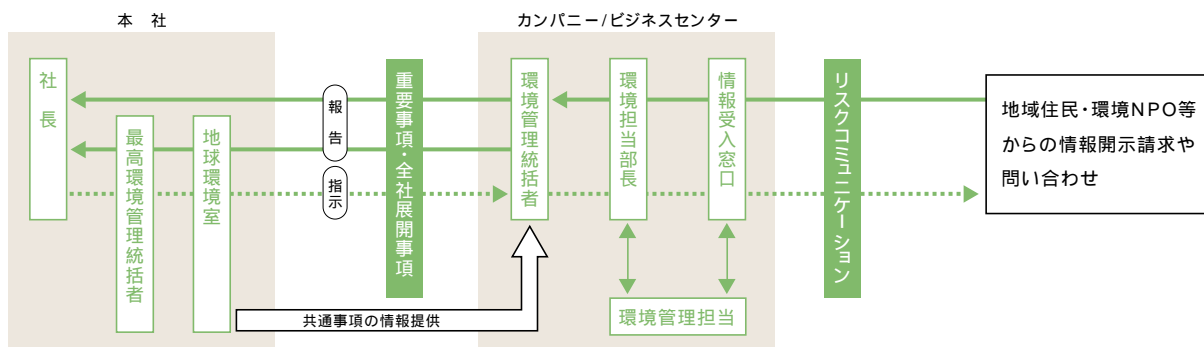 本 社
カンパニー/ビジネスセンター
社長
最高環境管理統括者
地球環境室
報告
指示
重要事項・全社展開事項
環境管理統括者
環境担当部長
情報受入窓口
リスクコミュニケーション
地域住民・環境NPO等
からの情報開示請求や
問い合わせ
環境管理担当
共通事項の情報提供